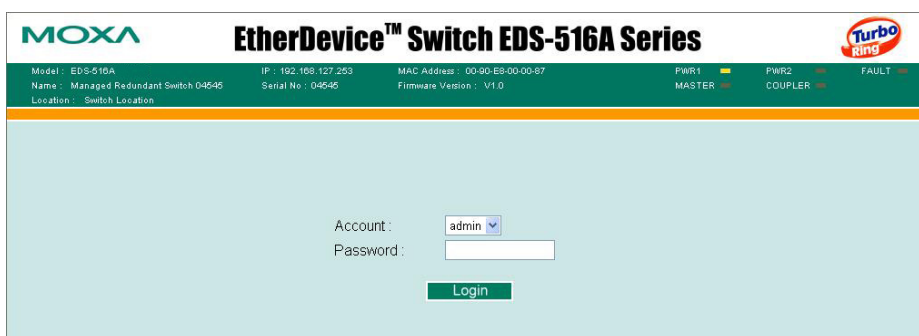 MOXA
EtherDevice™ Switch EDS-516A Series
Turbo Ring
Model : EDS-516A
IP : 192.168.127.253
MAC Address : 00-90-E8-00-00-87
PWR1
PWR2
FAULT
Name : Managed Redundant Switch 04545
Serial No : 04545
Firmware Version : V1.0
MASTER
COUPLER
Location : Switch Location
Account :
admin
Password :
Login